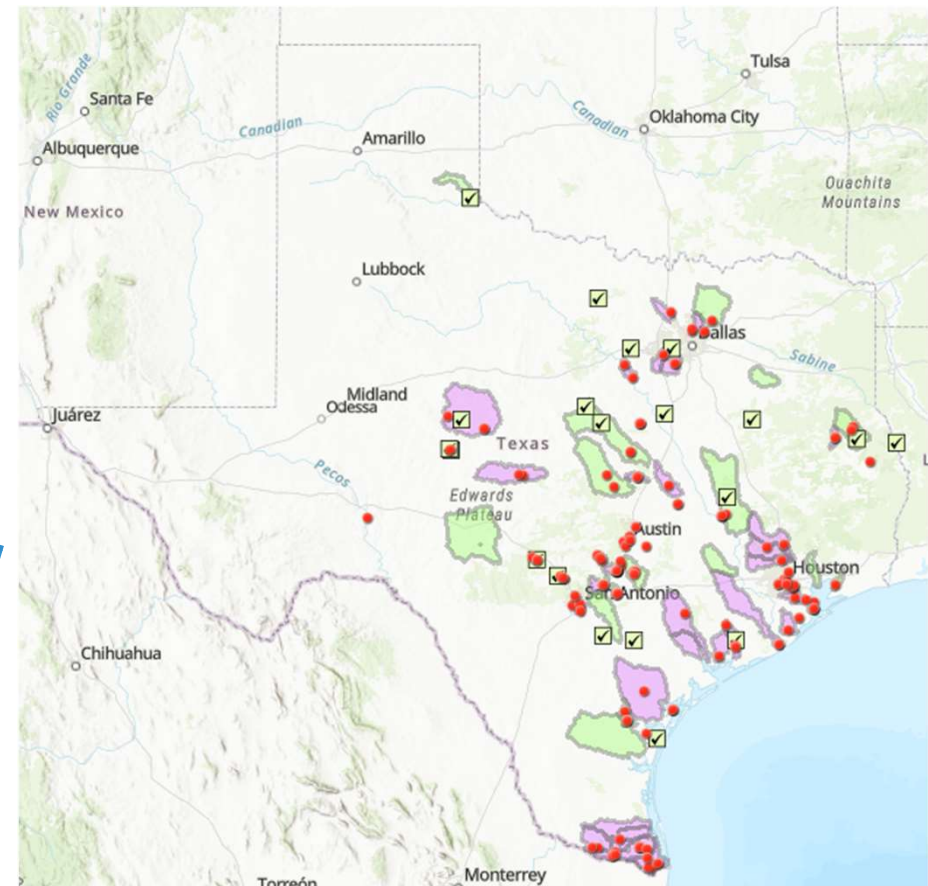 Tulsa
Rio Grande
Santa Fe
Canadian
Canadian
Oklahoma City
Albuquerque
Amarillo
Ouachita
Mountains
New Mexico
Lubbock
Dallas
Sabine
Midland
Odessa
Juárez
Texas
Pecos
Edwards
Plateau
Austin
Houston
San Antonio
Chihuahua
L
Monterrey
Torreón